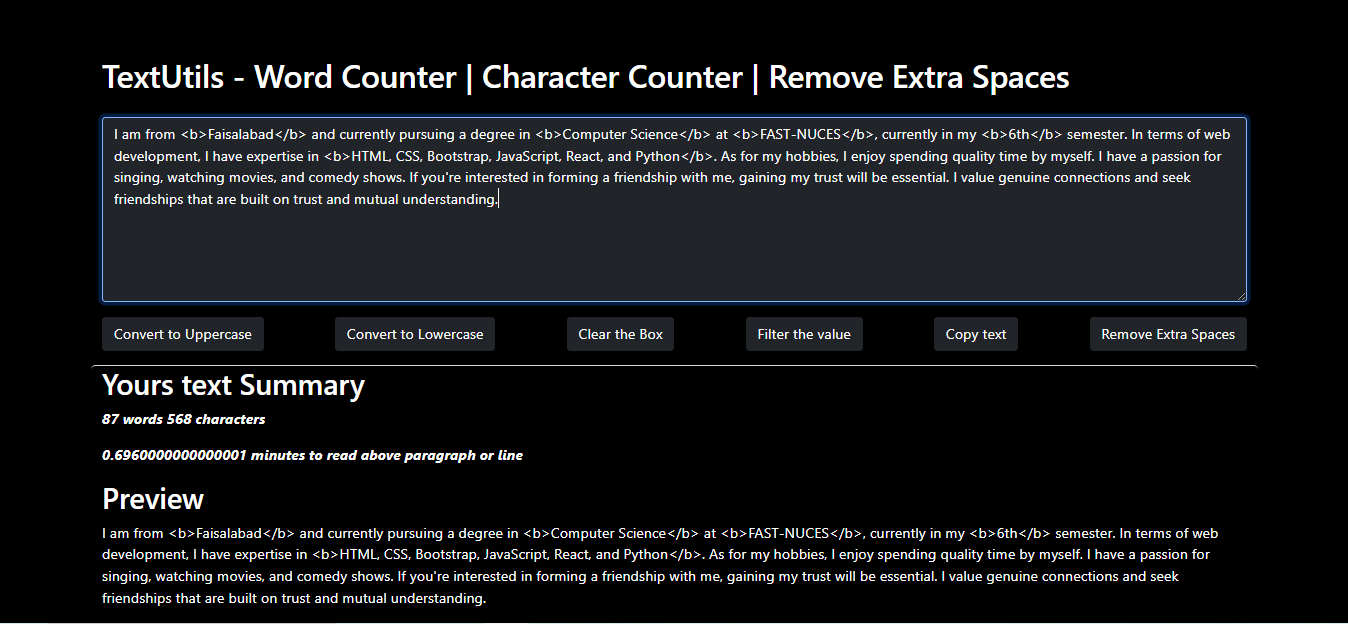 TextUtils - Word Counter | Character Counter | Remove Extra Spaces
I am from <b>Faisalabad</b> and currently pursuing a degree in <b>Computer Science</b> at <b>FAST-NUCES</b>, currently in my <b>6th</b> semester. In terms of web
development, I have expertise in <b>HTML, CSS, Bootstrap, JavaScript, React, and Python</b>. As for my hobbies, I enjoy spending quality time by myself. I have a passion for
singing, watching movies, and comedy shows. If you're interested in forming a friendship with me, gaining my trust will be essential. I value genuine connections and seek
friendships that are built on trust and mutual understanding.
Convert to Uppercase Convert to Lowercase Clear the Box Filter the value Copy text Remove Extra Spaces
Yours text Summary
87 words 568 characters
0.6960000000000001 minutes to read above paragraph or line
Preview
I am from <b>Faisalabad</b> and currently pursuing a degree in <b>Computer Science</b> at <b>FAST-NUCES</b>, currently in my <b>6th</b> semester. In terms of web
development, I have expertise in <b>HTML, CSS, Bootstrap, JavaScript, React, and Python</b>. As for my hobbies, I enjoy spending quality time by myself. I have a passion for
singing, watching movies, and comedy shows. If you're interested in forming a friendship with me, gaining my trust will be essential. I value genuine connections and seek
friendships that are built on trust and mutual understanding.